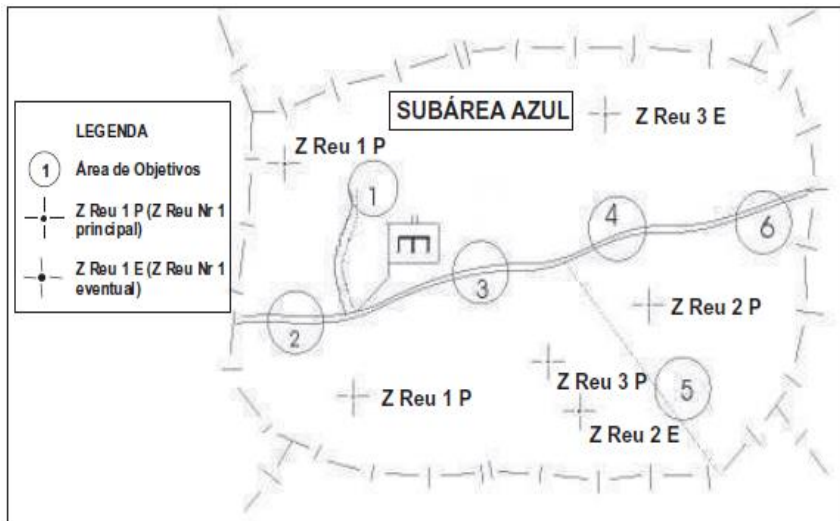 SUBÁREA AZUL
LEGENDA
1 Área de Objetivos
Z Reu 1 P (Z Reu Nr 1
principal)
Z Reu 1 E (Z Reu Nr 1
eventual)
Z Reu 3 E
Z Reu 1 P
1
4
6
3
2
Z Reu 2 P
Z Reu 3 P
5
Z Reu 1 P
Z Reu 2 E